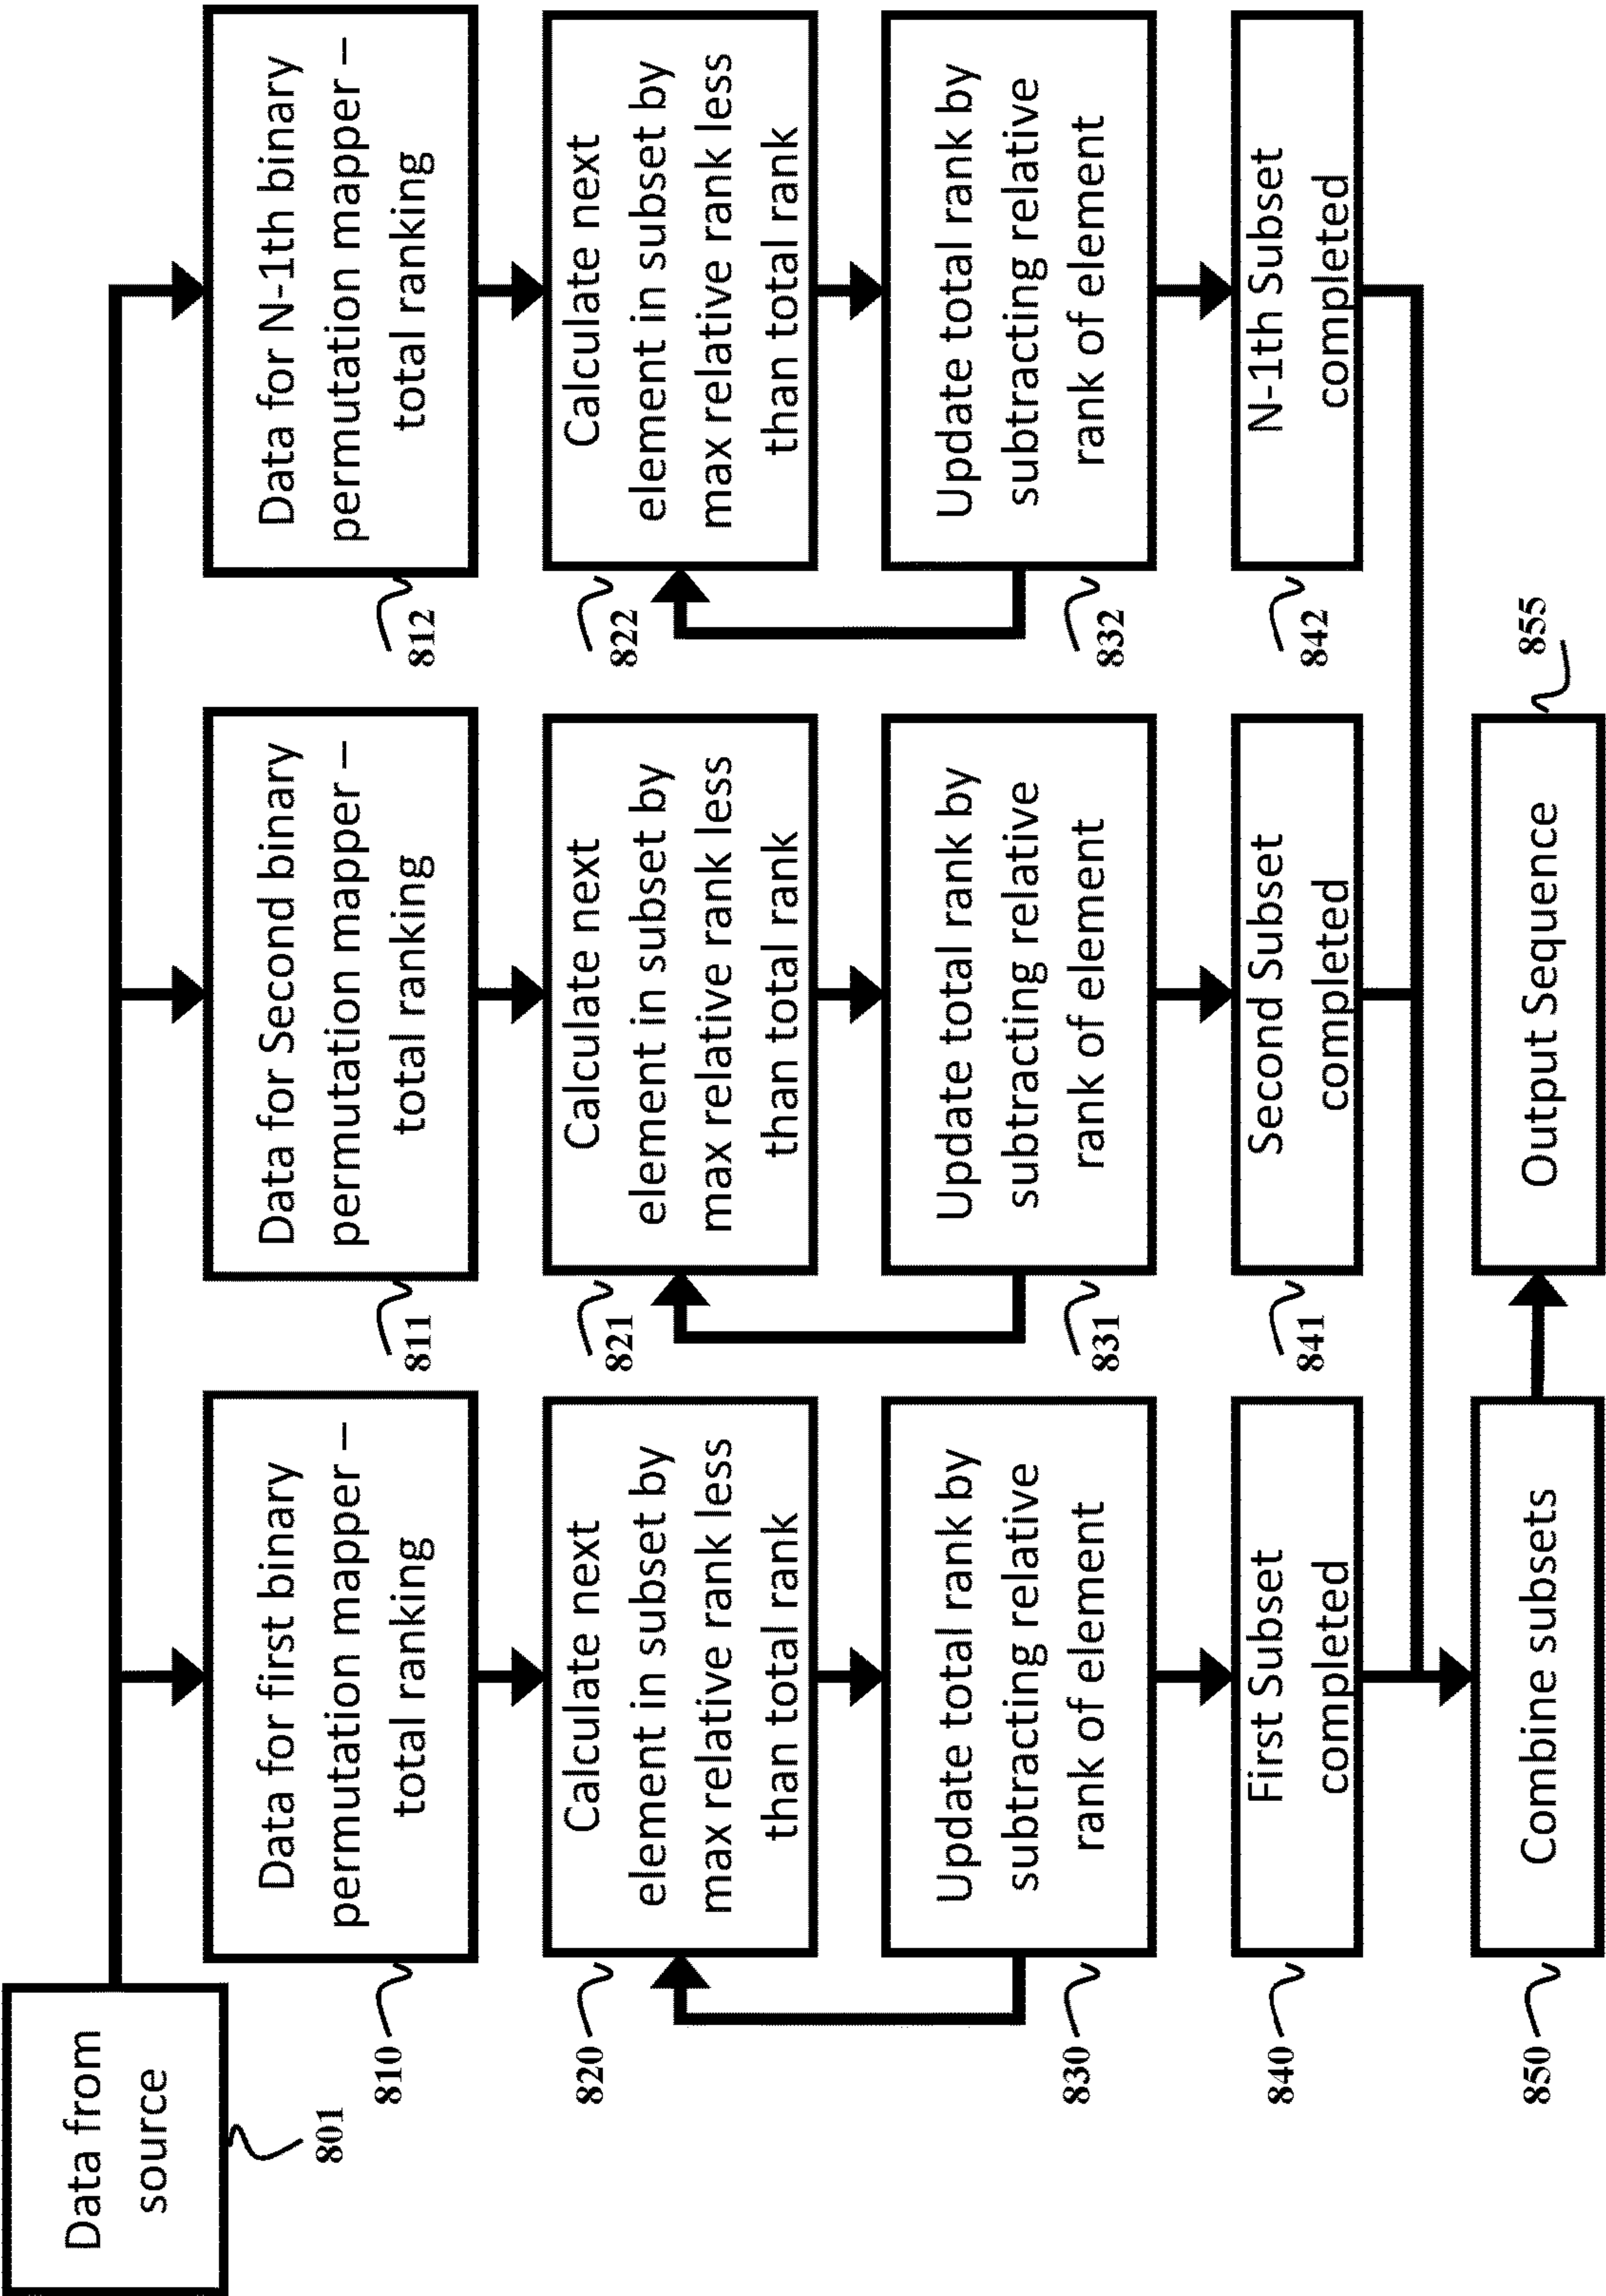 Data from
source
801
Data for first binary
permutation mapper –
total ranking
810
Calculate next
element in subset by
max relative rank less
than total rank
820
Update total rank by
subtracting relative
rank of element
830
First Subset
completed
840
Data for Second binary
permutation mapper –
total ranking
811
Calculate next
element in subset by
max relative rank less
than total rank
821
Update total rank by
subtracting relative
rank of element
831
Second Subset
completed
841
Data for N-1th binary
permutation mapper –
total ranking
812
Calculate next
element in subset by
max relative rank less
than total rank
822
Update total rank by
subtracting relative
rank of element
832
N-1th Subset
completed
842
Combine subsets
850
Output Sequence
855